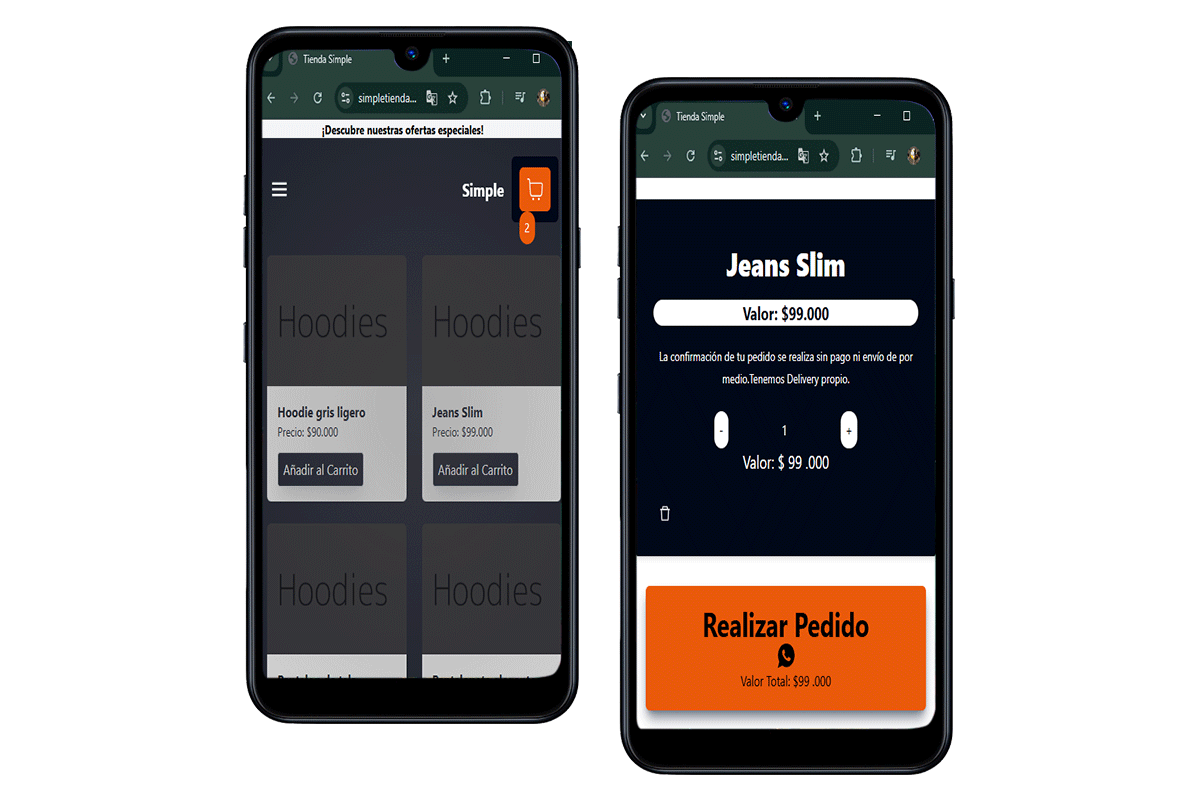 Tienda Simple
simpletienda...
¡Descubre nuestras ofertas especiales!
Simple
2
Hoodies
Hoodies
Hoodie gris ligero
Precio: $90.000
Añadir al Carrito
Jeans Slim
Precio: $99.000
Añadir al Carrito
Hoodies
Hoodies
Tienda Simple
simpletienda...
Jeans Slim
Valor: $99.000
La confirmación de tu pedido se realiza sin pago ni envío de por
medio.Tenemos Delivery propio.
- 1 +
Valor: $ 99 .000
Realizar Pedido
Valor Total: $99 .000